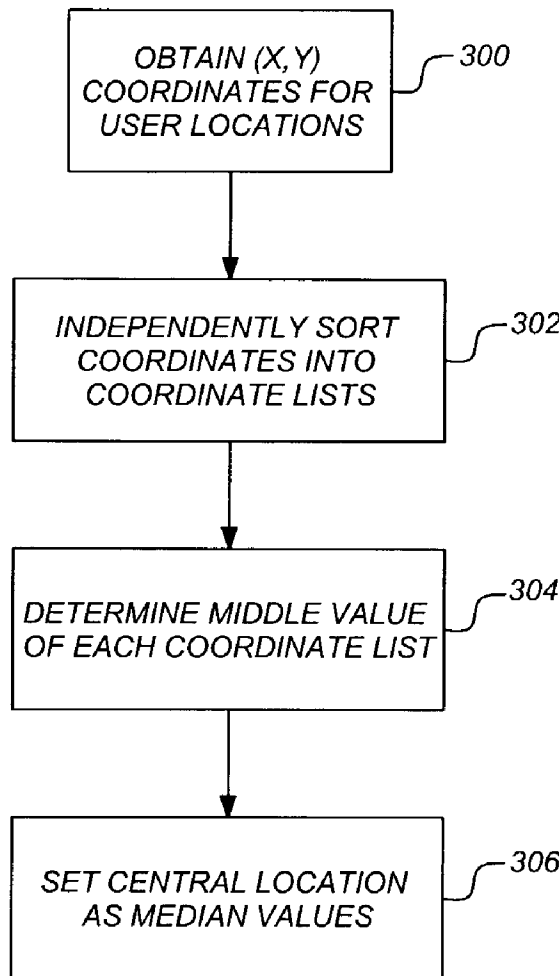 OBTAIN (X,Y)
COORDINATES FOR
USER LOCATIONS
300
INDEPENDENTLY SORT
COORDINATES INTO
COORDINATE LISTS
302
DETERMINE MIDDLE VALUE
OF EACH COORDINATE LIST
304
SET CENTRAL LOCATION
AS MEDIAN VALUES
306